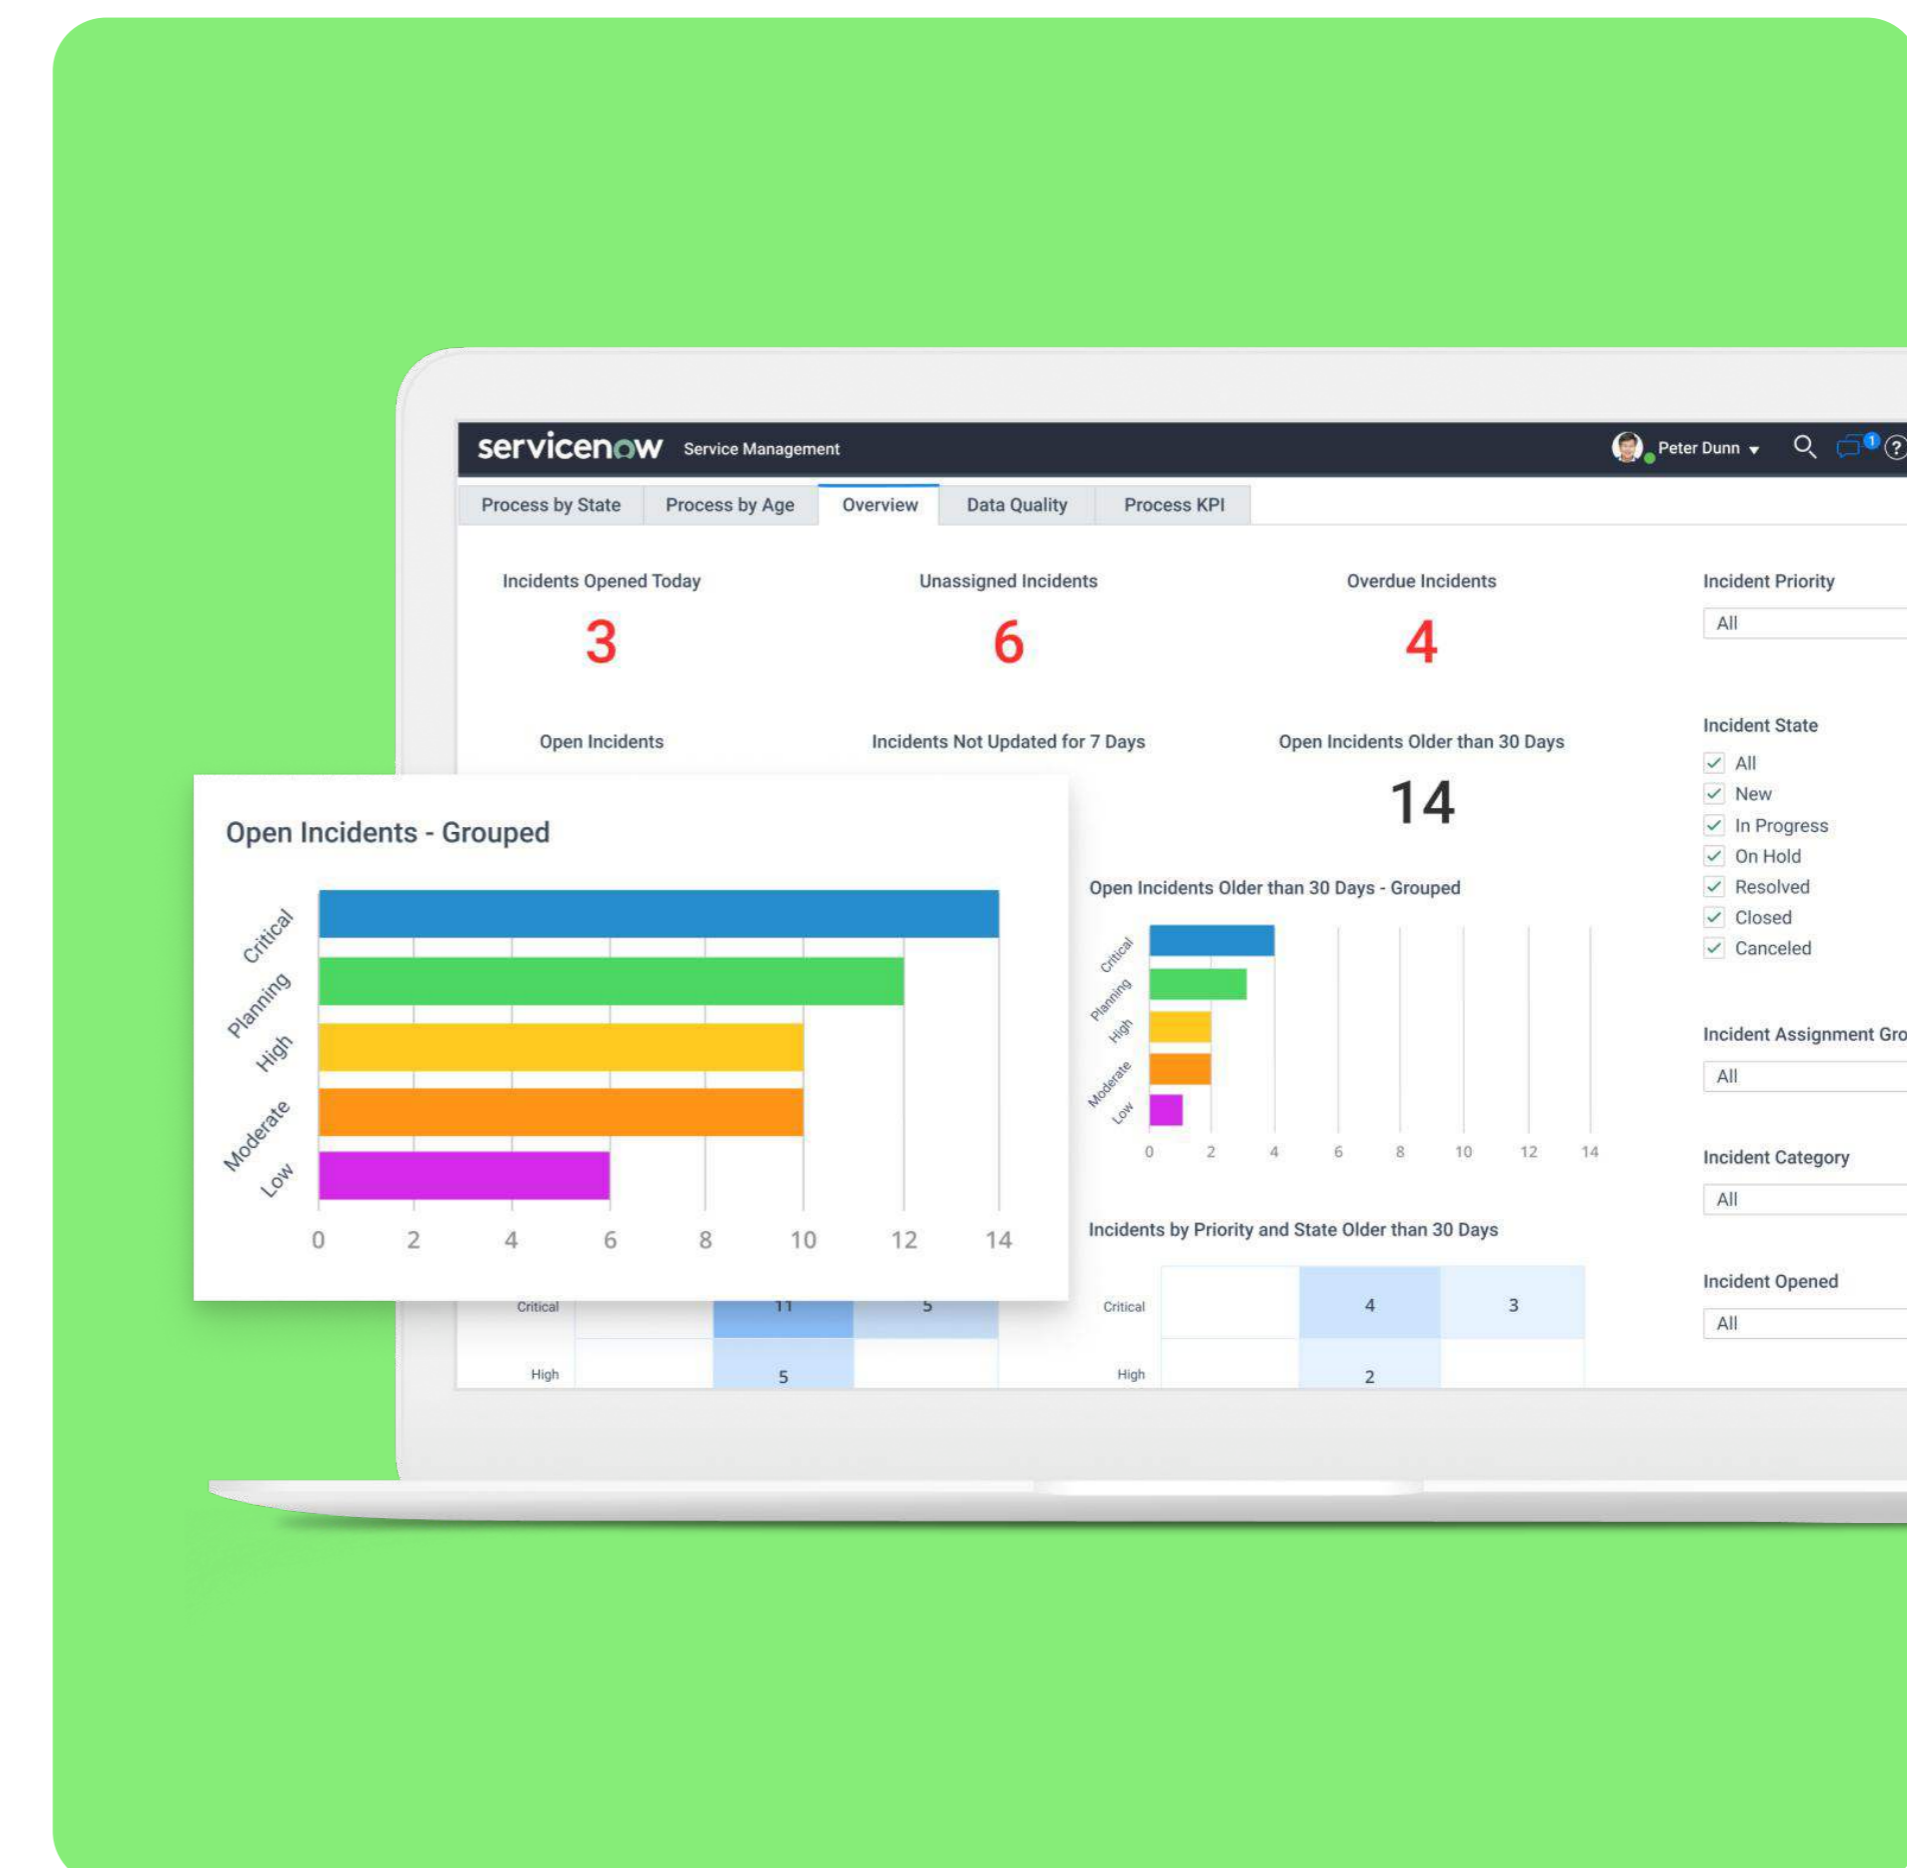 servicenow Service Management Peter Dunn 1 ?
Process by State Process by Age Overview Data Quality Process KPI
Incidents Opened Today Unassigned Incidents Overdue Incidents Incident Priority
3 6 4 All
Open Incidents Incidents Not Updated for 7 Days Open Incidents Older than 30 Days
14
Incident State
All
New
In Progress
On Hold
Resolved
Closed
Canceled
Open Incidents - Grouped
Critical
Planning
High
Moderate
Low
0 2 4 6 8 10 12 14
Open Incidents Older than 30 Days - Grouped
Critical
Planning
High
Moderate
Low
0 2 4 6 8 10 12 14
Incident Assignment Gro
All
Incident Category
All
Incidents by Priority and State Older than 30 Days
Incident Opened
All
Critical 11 5 Critical 4 3
High 5 High 2